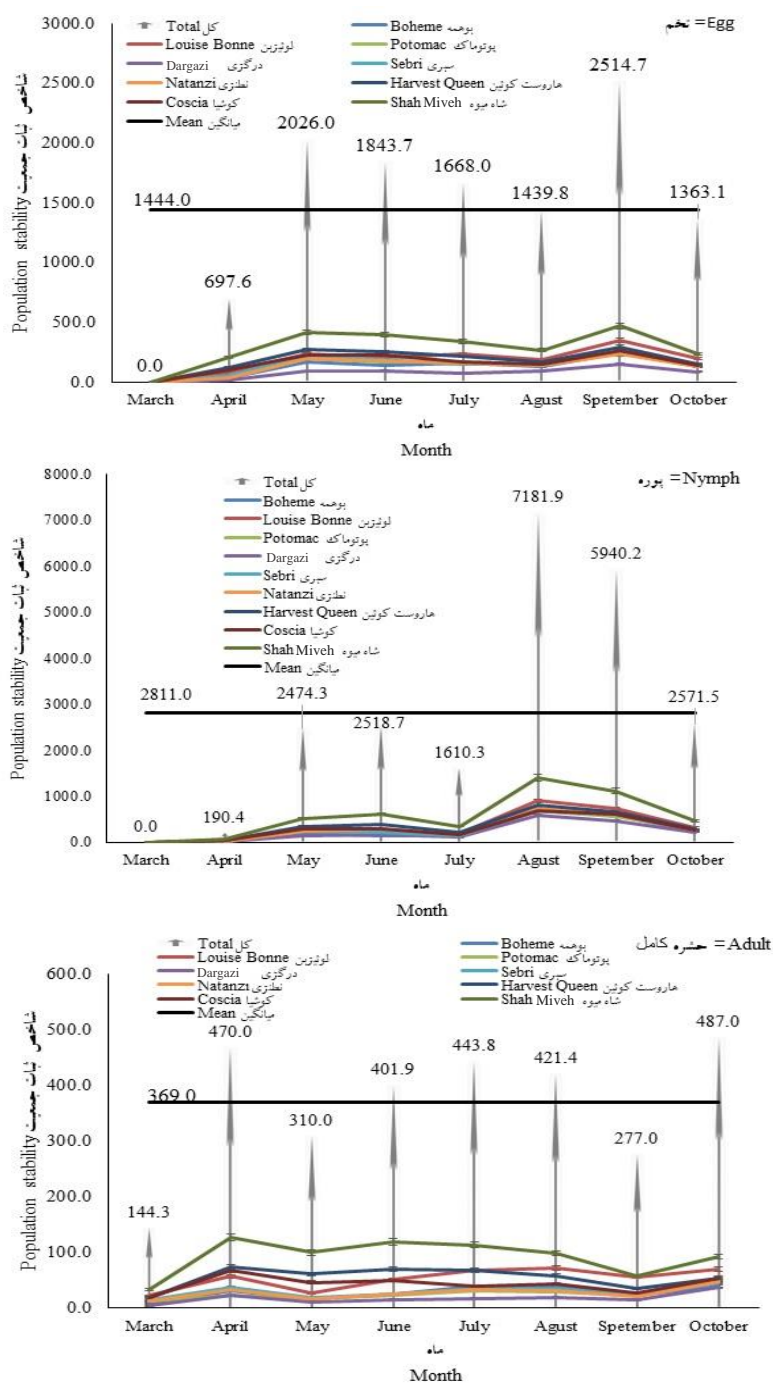 Egg= تخم
Total کل
Boheme بوهمه
Louise Bonne لوئیزبن
Potomac پوتوماک
Dargazi درگزی
Sebri سبری
Natanzi نطنزی
Harvest Queen هاروست کوئین
Coscia کوشیا
Shah Miveh شاه میوه
Mean میانگین
شاخص ثبات جمعیت Population stability
3000.0
2500.0
2000.0
1500.0
1000.0
500.0
0.0
1444.0
0.0
697.6
2026.0
1843.7
1668.0
1439.8
2514.7
1363.1
March April May June July Agust Spetember October
ماه
Month
Nymph= پوره
Total کل
Boheme بوهمه
Louise Bonne لوئیزبن
Potomac پوتوماک
Dargazi درگزی
Sebri سبری
Natanzi نطنزی
Harvest Queen هاروست کوئین
Coscia کوشیا
Shah Miveh شاه میوه
Mean میانگین
شاخص ثبات جمعیت Population stability
8000.0
7000.0
6000.0
5000.0
4000.0
3000.0
2000.0
1000.0
0.0
2811.0
0.0
190.4
2474.3
2518.7
1610.3
7181.9
5940.2
2571.5
March April May June July Agust Spetember October
ماه
Month
Adult= حشره کامل
Total کل
Boheme بوهمه
Louise Bonne لوئیزبن
Potomac پوتوماک
Dargazi درگزی
Sebri سبری
Natanzi نطنزی
Harvest Queen هاروست کوئین
Coscia کوشیا
Shah Miveh شاه میوه
Mean میانگین
شاخص ثبات جمعیت Population stability
600.0
500.0
400.0
300.0
200.0
100.0
0.0
369.0
144.3
470.0
310.0
401.9
443.8
421.4
277.0
487.0
March April May June July Agust Spetember October
ماه
Month